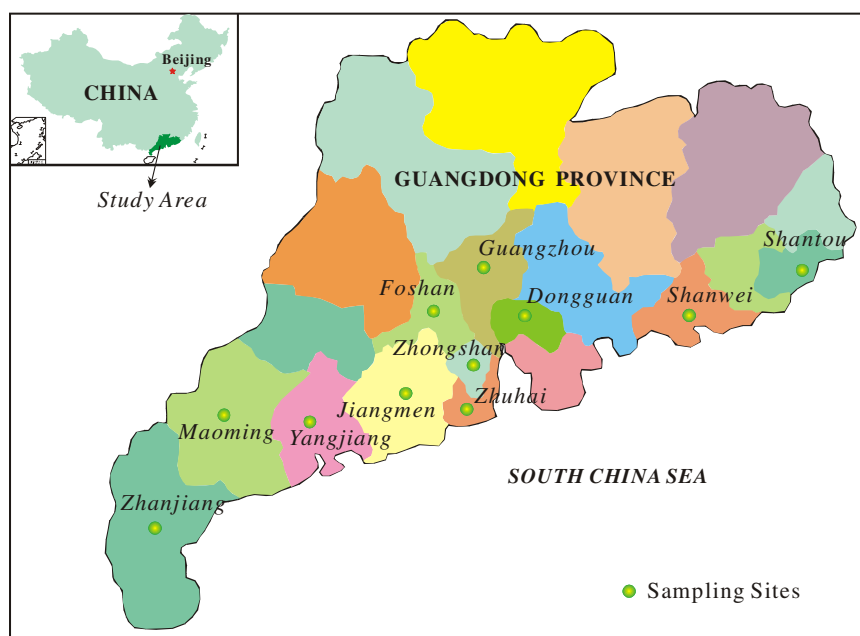 Beijing
CHINA
Study Area
GUANGDONG PROVINCE
Guangzhou
Shantou
Foshan
Dongguan
Shanwei
Zhongshan
Jiangmen
Zhuhai
Maoming
Yangjiang
SOUTH CHINA SEA
Zhanjiang
Sampling Sites